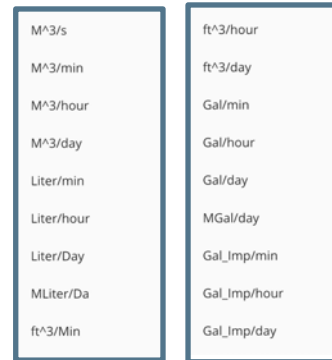 M^3/s
M^3/min
M^3/hour
M^3/day
Liter/min
Liter/hour
Liter/Day
MLiter/Da
ft^3/Min
ft^3/hour
ft^3/day
Gal/min
Gal/hour
Gal/day
MGal/day
Gal_Imp/min
Gal_Imp/hour
Gal_Imp/day